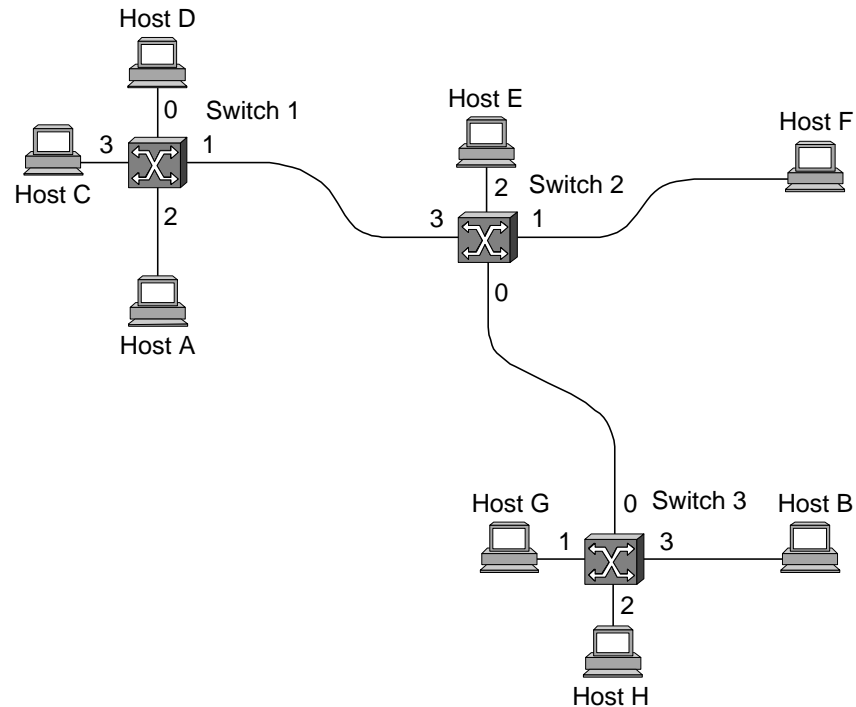 Host D
0 Switch 1
Host E
Host F
3 1
Host C
2 Switch 2
2
3 1
0
Host A
Host G
0 Switch 3
Host B
1 3
2
Host H